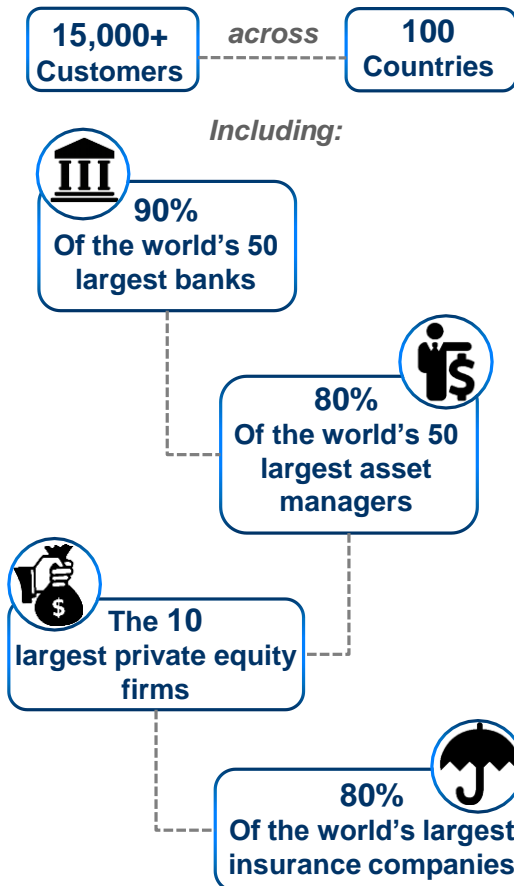 15,000+
Customers
across
100
Countries
Including:
90%
Of the world's 50
largest banks
80%
Of the world's 50
largest asset
managers
$
The 10
largest private equity
firms
$
80%
Of the world's largest
insurance companies